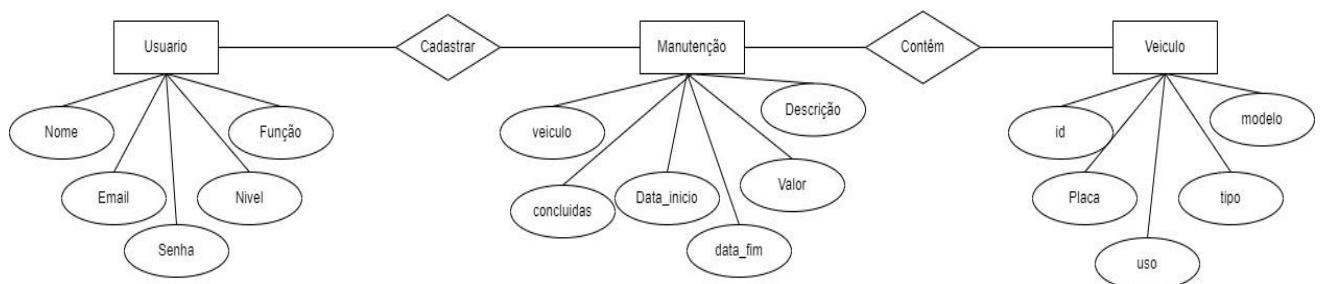 Usuario
Cadastrar
Manutenção
Contêm
Veiculo
Nome
Função
Email
Nivel
Senha
veiculo
Descrição
concluidas
Data_inicio
Valor
data_fim
id
modelo
Placa
tipo
uso